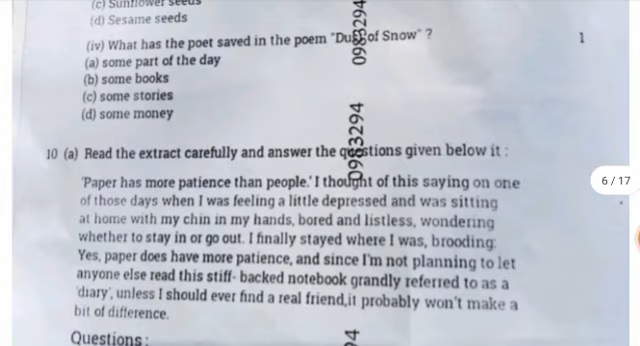 (c) Sunflower seeds
(d) Sesame seeds
(iv) What has the poet saved in the poem "Dust of Snow" ?
1
(a) some part of the day
(b) some books
(c) some stories
(d) some money
0983294
0983294
10 (a) Read the extract carefully and answer the questions given below it :
'Paper has more patience than people.' I thought of this saying on one
of those days when I was feeling a little depressed and was sitting
at home with my chin in my hands, bored and listless, wondering
whether to stay in or go out. I finally stayed where I was, brooding:
Yes, paper does have more patience, and since I'm not planning to let
anyone else read this stiff- backed notebook grandly referred to as a
'diary', unless I should ever find a real friend,it probably won't make a
bit of difference.
94
Questions :
6 / 17